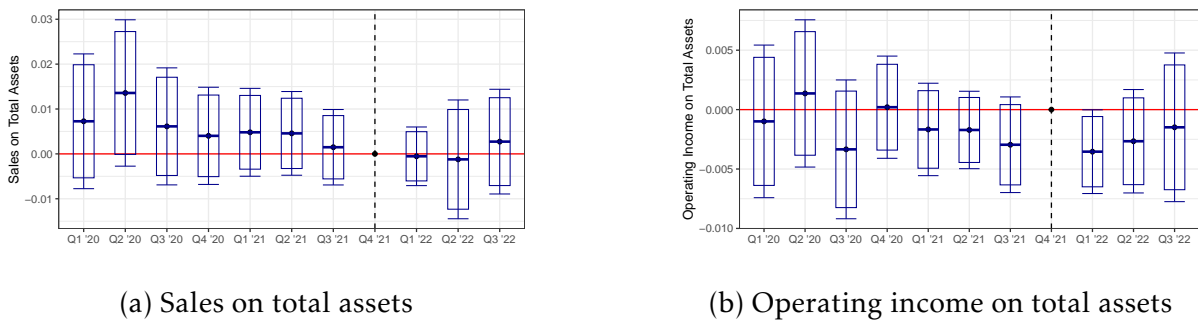 Sales on Total Assets
0.03
0.02
0.01
0.00
−0.01
Q1 '20 Q2 '20 Q3 '20 Q4 '20 Q1 '21 Q2 '21 Q3 '21 Q4 '21 Q1 '22 Q2 '22 Q3 '22
(a) Sales on total assets
Operating Income on Total Assets
0.005
0.000
−0.005
−0.010
Q1 '20 Q2 '20 Q3 '20 Q4 '20 Q1 '21 Q2 '21 Q3 '21 Q4 '21 Q1 '22 Q2 '22 Q3 '22
(b) Operating income on total assets